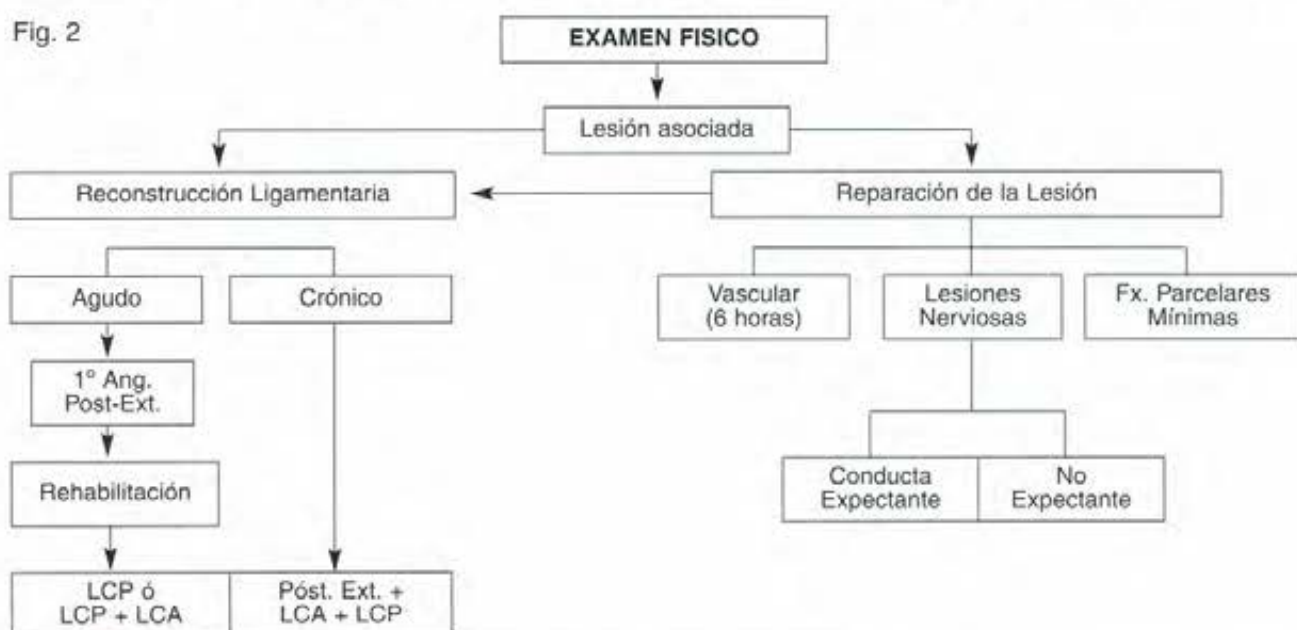 Fig. 2
EXAMEN FISICO
Lesión asociada
Reconstrucción Ligamentaria
Reparación de la Lesión
Agudo
Crónico
Vascular
(6 horas)
Lesiones
Nerviosas
Fx. Parcelares
Mínimas
1° Ang.
Post-Ext.
Rehabilitación
Conducta
Expectante
No
Expectante
LCP ó
LCP + LCA
Póst. Ext. +
LCA + LCP